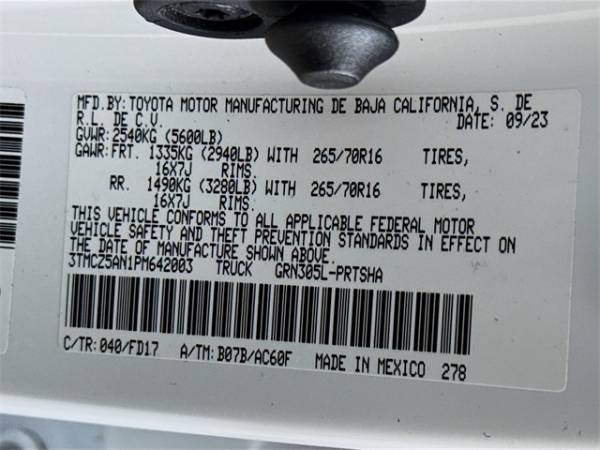 MFD.BY: TOYOTA MOTOR MANUFACTURING DE BAJA CALIFORNIA, S. DE
R.L. DE C.V. DATE: 09/23
GVWR: 2540KG (5600LB)
GAWR: FRT. 1335KG (2940LB) WITH 265/70R16 TIRES,
16X7J RIMS.
RR. 1490KG (3280LB) WITH 265/70R16 TIRES,
16X7J RIMS.
THIS VEHICLE CONFORMS TO ALL APPLICABLE FEDERAL MOTOR
VEHICLE SAFETY AND THEFT PREVENTION STANDARDS IN EFFECT ON
THE DATE OF MANUFACTURE SHOWN ABOVE.
3TMCZ5AN1PM642003 TRUCK GRN305L-PRTSHA
C/TR: 040/FD17 A/TM: B07B/AC60F MADE IN MEXICO 278